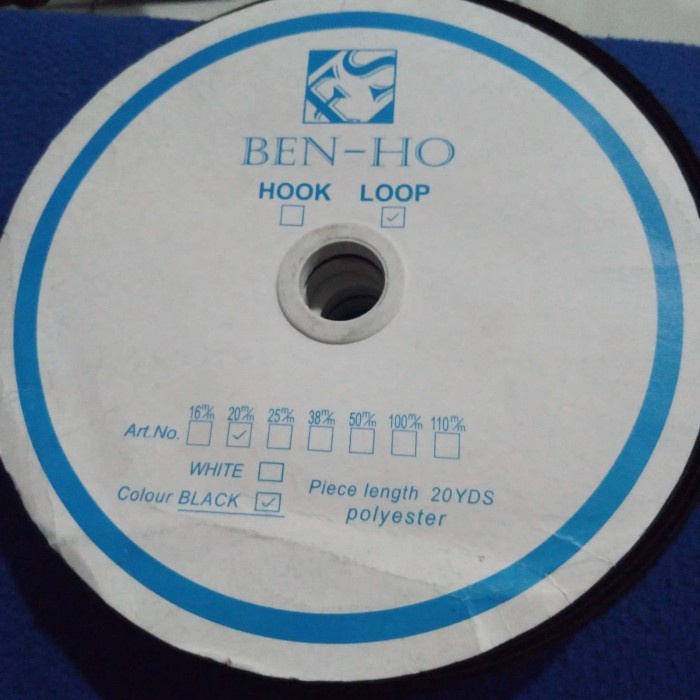 BEN-HO
HOOK LOOP
16m/m 20m/m 25m/m 38m/m 50m/m 100m/m 110m/m
Art.No.
WHITE
Colour BLACK
Piece length 20YDS
polyester